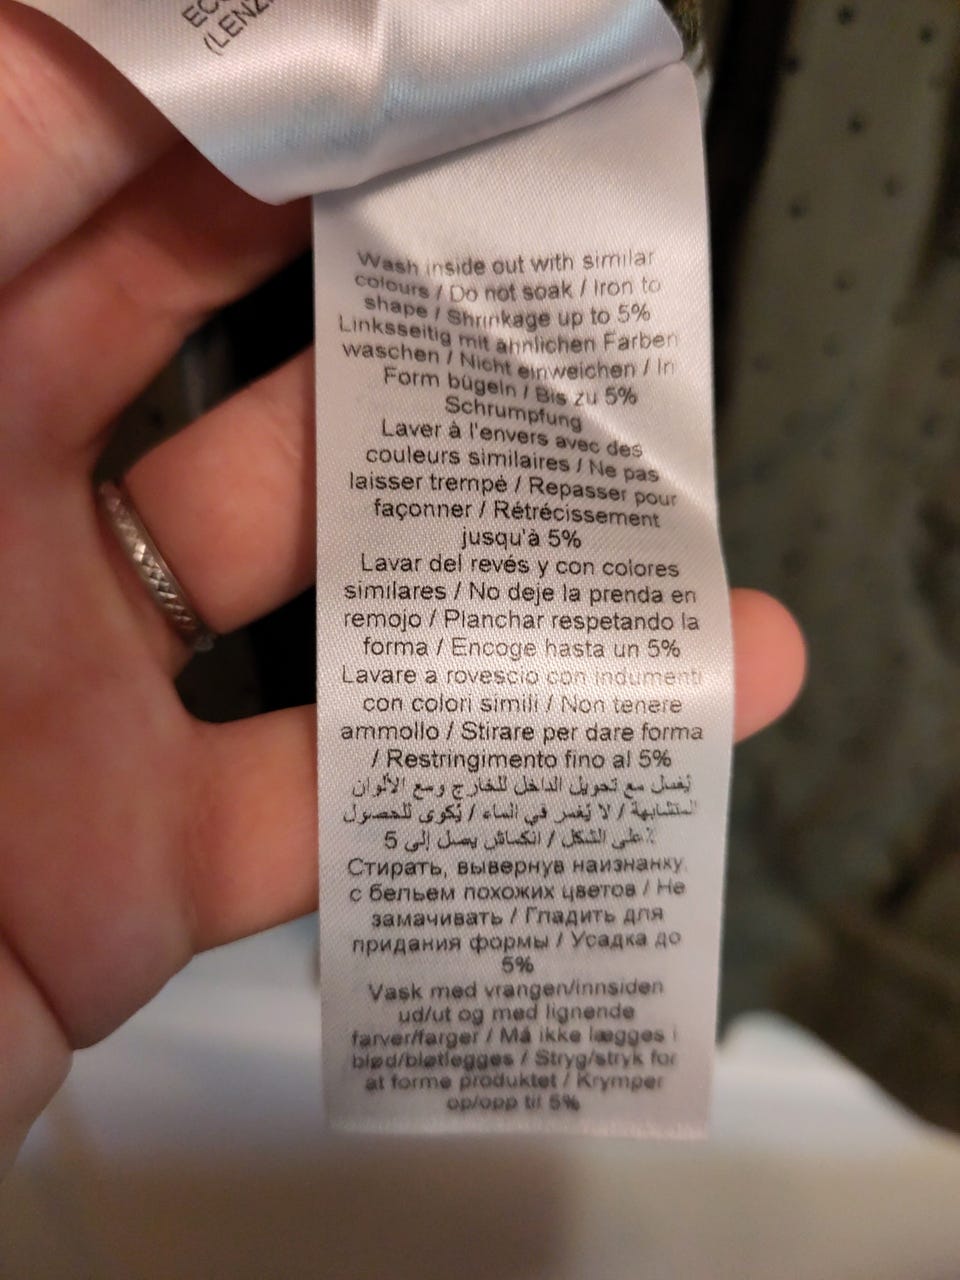 (LENZ
Wash inside out with similar
colours / Do not soak / Iron to
shape / Shrinkage up to 5%
Linksseitig mit ähnlichen Farben
waschen / Nicht einweichen / In
Form bügeln / Bis zu 5%
Schrumpfung
Laver à l'envers avec des
couleurs similaires / Ne pas
laisser trempé / Repasser pour
façonner / Rétrécissement
jusqu'à 5%
Lavar del revés y con colores
similares / No deje la prenda en
remojo / Planchar respetando la
forma / Encoge hasta un 5%
Lavare a rovescio con indumenti
con colori simili / Non tenere
ammollo / Stirare per dare forma
/ Restringimento fino al 5%
يُغسل مع تحويل الداخل للخارج ومع الألوان
المتشابهة / لا يُغمر في الماء / يُكوى للحصول
على الشكل / انكماش يصل إلى 5٪
Стирать, вывернув наизнанку,
с бельем похожих цветов / Не
замачивать / Гладить для
придания формы / Усадка до
5%
Vask med vrangen/innsiden
ud/ut og med lignende
farver/farger / Må ikke lægges i
blød/bløtlegges / Stryg/stryk for
at forme produktet / Krymper
op/opp til 5%